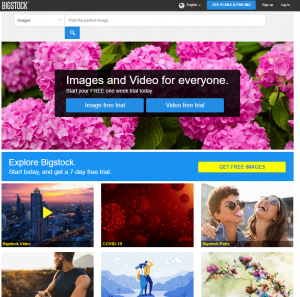 BIGSTOCK
English
SEE PLANS & PRICING
Sign up
Log in
Images
Find the perfect image...
Images and Video for everyone.
Start your FREE one week trial today.
Image free trial
Video free trial
Explore Bigstock.
Start today, and get a 7-day free trial.
GET FREE IMAGES
Bigstock Video
COVID-19
Bigstock Picks